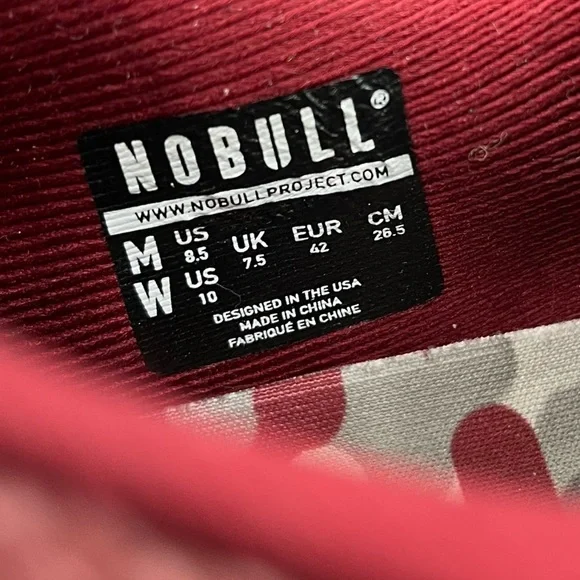 NOBULL®
WWW.NOBULLPROJECT.COM
M US 8.5 UK 7.5 EUR 42 CM 26.5
W US 10
DESIGNED IN THE USA
MADE IN CHINA
FABRIQUÉ EN CHINE